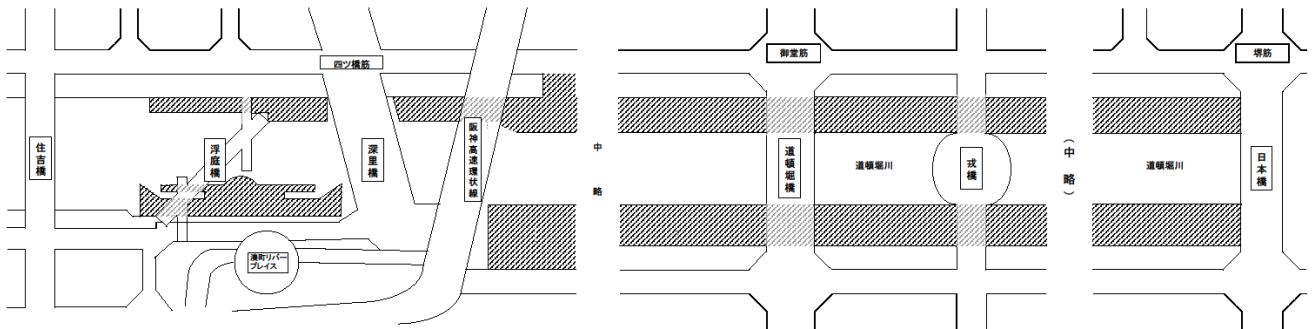 四ツ橋筋
御堂筋
堺筋
住吉橋
浮庭橋
深里橋
阪神高速環状線
中略
道頓堀橋
道頓堀川
戎橋
（中略）
道頓堀川
日本橋
湊町リバー
プレイス